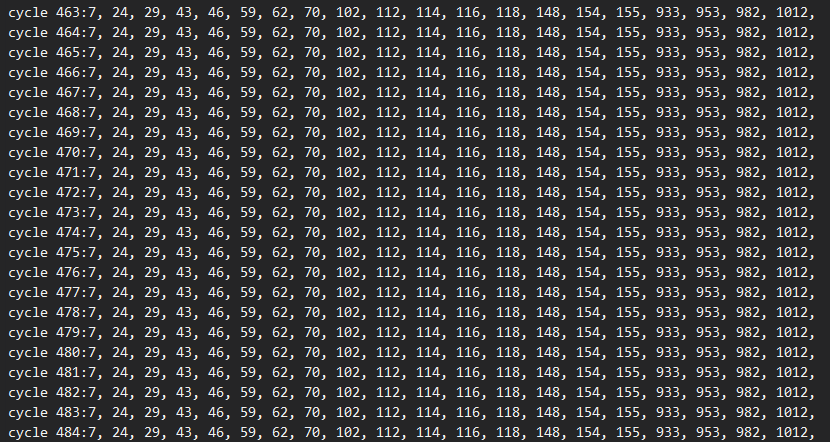 cycle 463:7, 24, 29, 43, 46, 59, 62, 70, 102, 112, 114, 116, 118, 148, 154, 155, 933, 953, 982, 1012,
cycle 464:7, 24, 29, 43, 46, 59, 62, 70, 102, 112, 114, 116, 118, 148, 154, 155, 933, 953, 982, 1012,
cycle 465:7, 24, 29, 43, 46, 59, 62, 70, 102, 112, 114, 116, 118, 148, 154, 155, 933, 953, 982, 1012,
cycle 466:7, 24, 29, 43, 46, 59, 62, 70, 102, 112, 114, 116, 118, 148, 154, 155, 933, 953, 982, 1012,
cycle 467:7, 24, 29, 43, 46, 59, 62, 70, 102, 112, 114, 116, 118, 148, 154, 155, 933, 953, 982, 1012,
cycle 468:7, 24, 29, 43, 46, 59, 62, 70, 102, 112, 114, 116, 118, 148, 154, 155, 933, 953, 982, 1012,
cycle 469:7, 24, 29, 43, 46, 59, 62, 70, 102, 112, 114, 116, 118, 148, 154, 155, 933, 953, 982, 1012,
cycle 470:7, 24, 29, 43, 46, 59, 62, 70, 102, 112, 114, 116, 118, 148, 154, 155, 933, 953, 982, 1012,
cycle 471:7, 24, 29, 43, 46, 59, 62, 70, 102, 112, 114, 116, 118, 148, 154, 155, 933, 953, 982, 1012,
cycle 472:7, 24, 29, 43, 46, 59, 62, 70, 102, 112, 114, 116, 118, 148, 154, 155, 933, 953, 982, 1012,
cycle 473:7, 24, 29, 43, 46, 59, 62, 70, 102, 112, 114, 116, 118, 148, 154, 155, 933, 953, 982, 1012,
cycle 474:7, 24, 29, 43, 46, 59, 62, 70, 102, 112, 114, 116, 118, 148, 154, 155, 933, 953, 982, 1012,
cycle 475:7, 24, 29, 43, 46, 59, 62, 70, 102, 112, 114, 116, 118, 148, 154, 155, 933, 953, 982, 1012,
cycle 476:7, 24, 29, 43, 46, 59, 62, 70, 102, 112, 114, 116, 118, 148, 154, 155, 933, 953, 982, 1012,
cycle 477:7, 24, 29, 43, 46, 59, 62, 70, 102, 112, 114, 116, 118, 148, 154, 155, 933, 953, 982, 1012,
cycle 478:7, 24, 29, 43, 46, 59, 62, 70, 102, 112, 114, 116, 118, 148, 154, 155, 933, 953, 982, 1012,
cycle 479:7, 24, 29, 43, 46, 59, 62, 70, 102, 112, 114, 116, 118, 148, 154, 155, 933, 953, 982, 1012,
cycle 480:7, 24, 29, 43, 46, 59, 62, 70, 102, 112, 114, 116, 118, 148, 154, 155, 933, 953, 982, 1012,
cycle 481:7, 24, 29, 43, 46, 59, 62, 70, 102, 112, 114, 116, 118, 148, 154, 155, 933, 953, 982, 1012,
cycle 482:7, 24, 29, 43, 46, 59, 62, 70, 102, 112, 114, 116, 118, 148, 154, 155, 933, 953, 982, 1012,
cycle 483:7, 24, 29, 43, 46, 59, 62, 70, 102, 112, 114, 116, 118, 148, 154, 155, 933, 953, 982, 1012,
cycle 484:7, 24, 29, 43, 46, 59, 62, 70, 102, 112, 114, 116, 118, 148, 154, 155, 933, 953, 982, 1012,